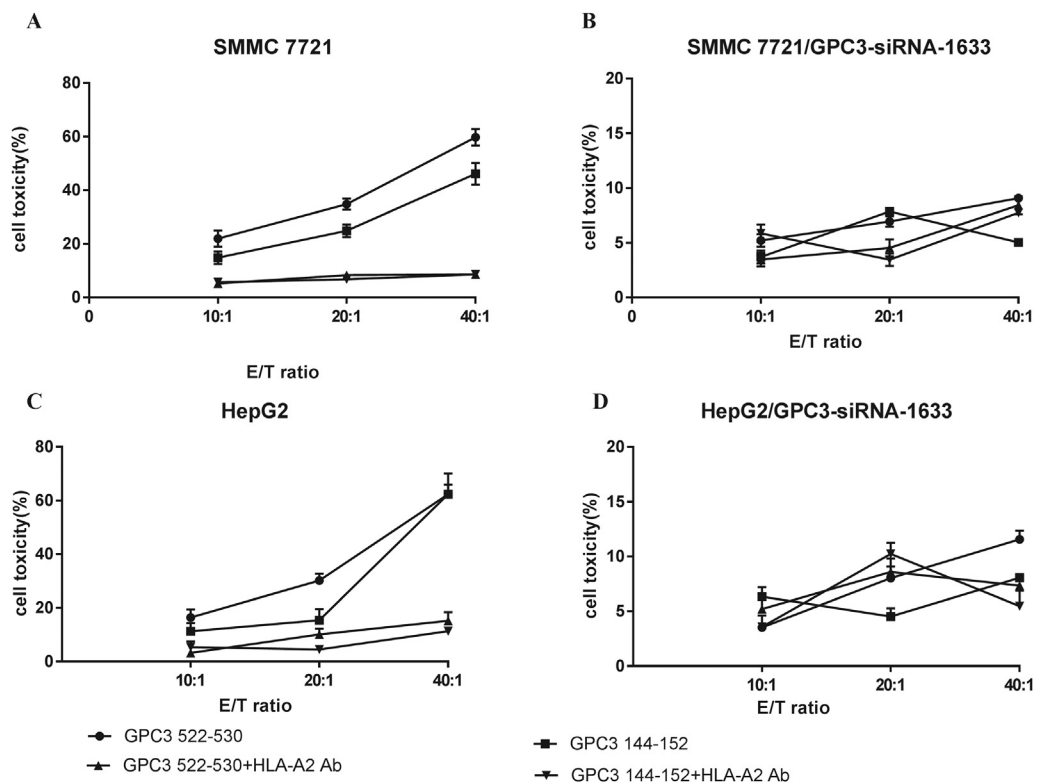 A
SMMC 7721
cell toxicity(%)
80
60
40
20
0
0
10:1
20:1
40:1
E/T ratio
B
SMMC 7721/GPC3-siRNA-1633
cell toxicity(%)
20
15
10
5
0
0
10:1
20:1
40:1
E/T ratio
C
HepG2
cell toxicity(%)
80
60
40
20
0
10:1
20:1
40:1
E/T ratio
D
HepG2/GPC3-siRNA-1633
cell toxicity(%)
20
15
10
5
0
10:1
20:1
40:1
E/T ratio
GPC3 522-530
GPC3 522-530+HLA-A2 Ab
GPC3 144-152
GPC3 144-152+HLA-A2 Ab